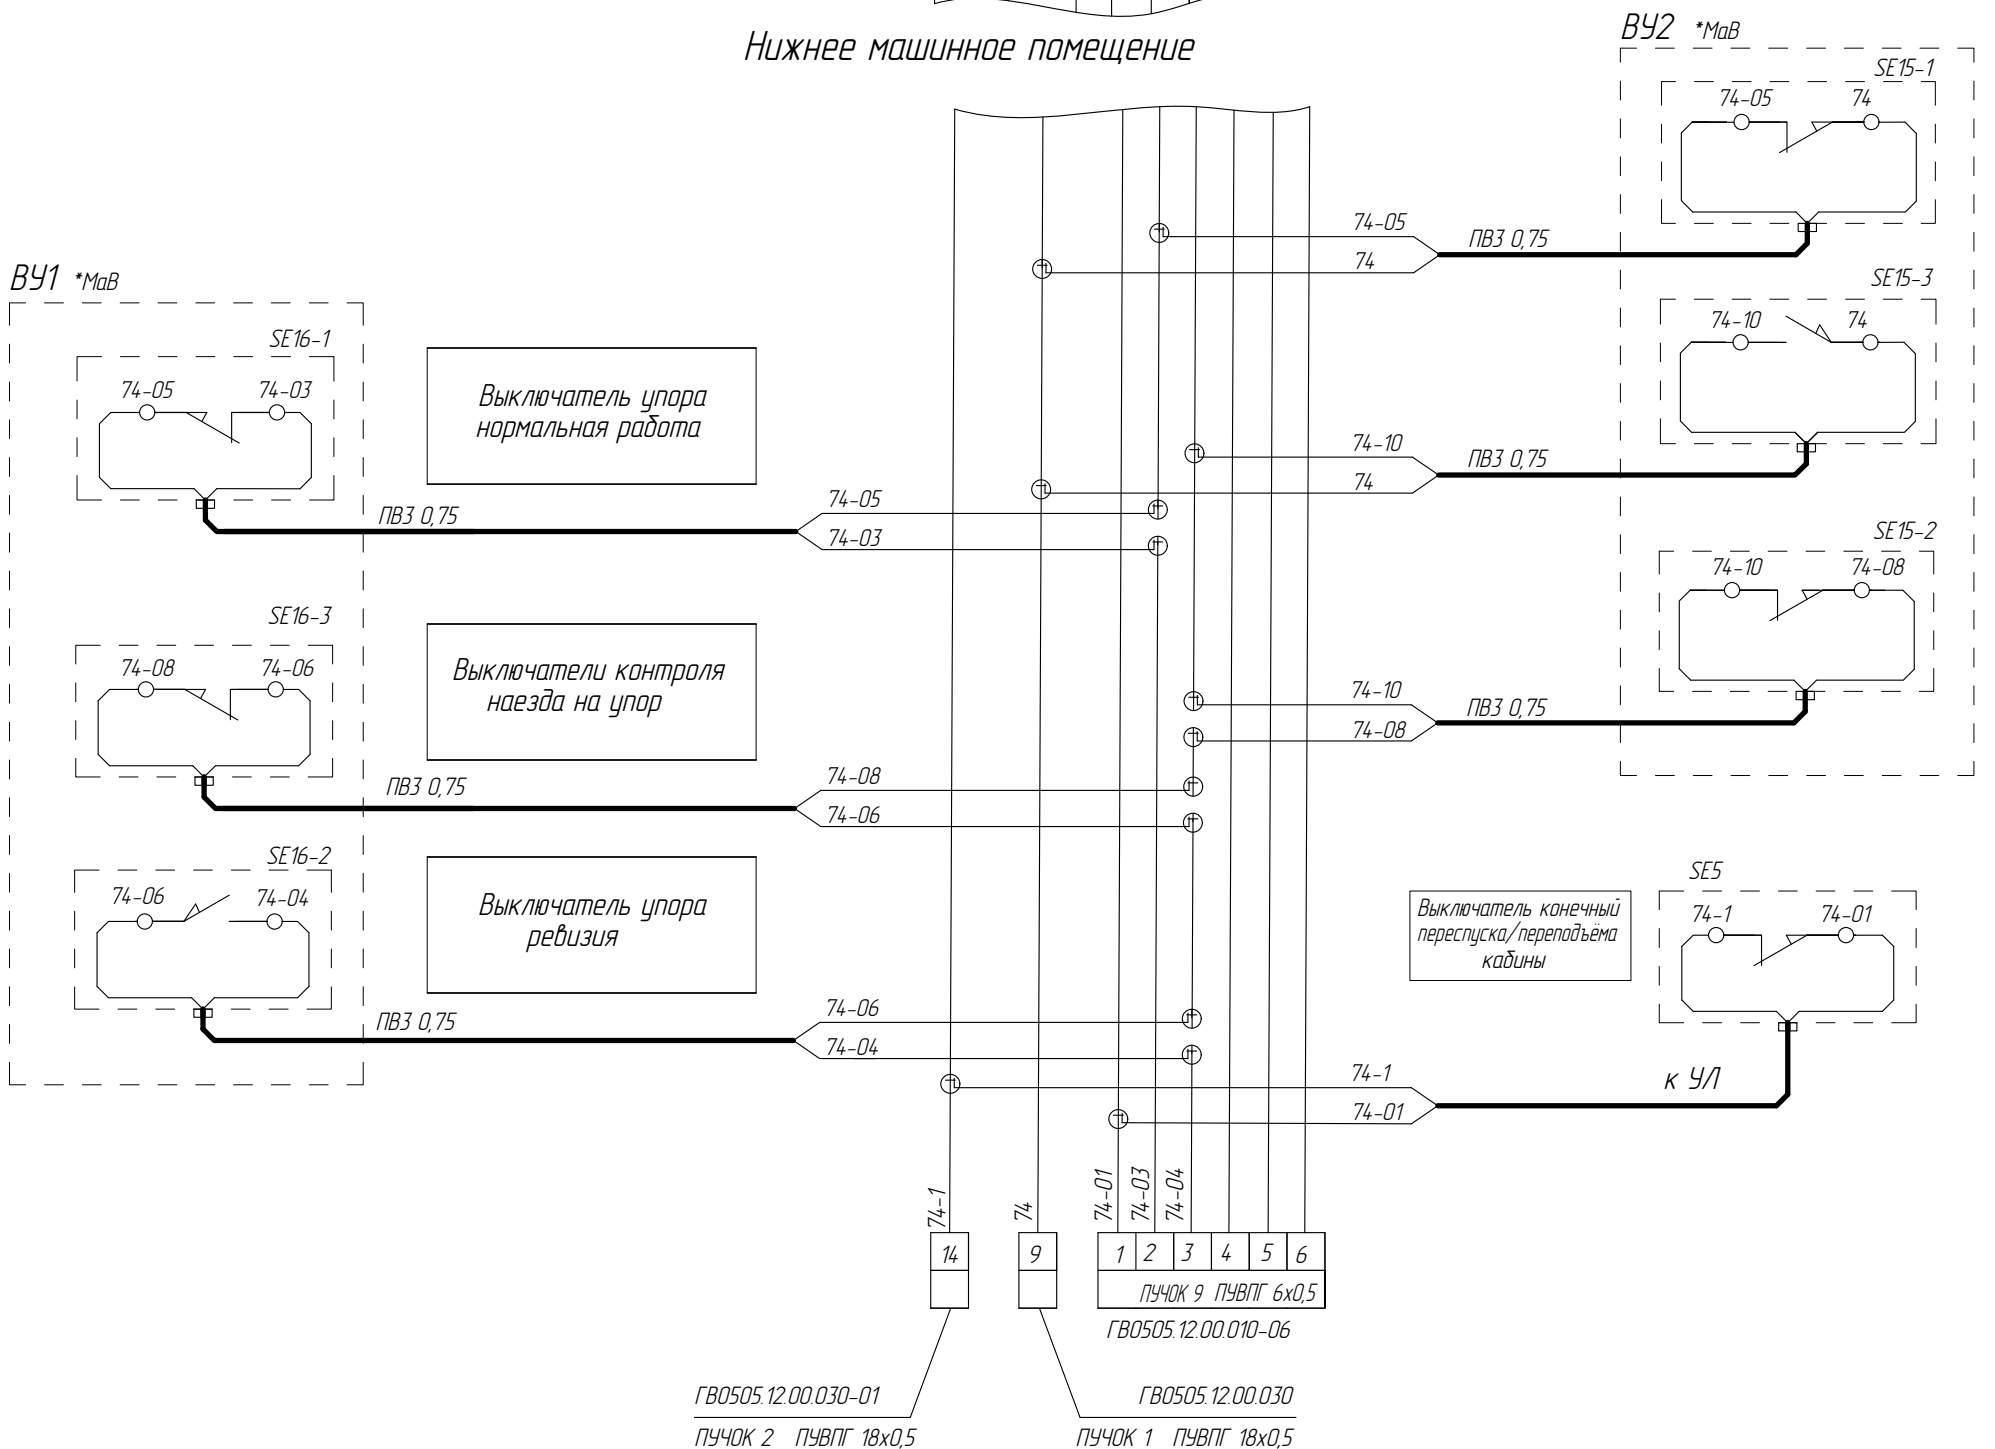 Нижнее машинное помещение
ВУ2 *МаВ
SE15-1
74-05 74
74-05
74
ПВЗ 0,75
ВУ1 *МаВ
SE15-3
74-10 74
SE16-1
74-05 74-03
Выключатель упора
нормальная работа
74-10
74
ПВЗ 0,75
74-05
74-03
ПВЗ 0,75
SE15-2
74-10 74-08
SE16-3
74-08 74-06
Выключатели контроля
наезда на упор
74-10
74-08
ПВЗ 0,75
74-08
74-06
ПВЗ 0,75
SE16-2
74-06 74-04
Выключатель упора
ревизия
SE5
74-1 74-01
Выключатель конечный
переспуска/переподъёма
кабины
74-06
74-04
ПВЗ 0,75
74-1
74-01
к УЛ
74-1
74
74-01
74-03
74-04
14
9
1 2 3 4 5 6
ПУЧОК 9 ПУВПГ 6х0,5
ГВ0505.12.00.010-06
ГВ0505.12.00.030-01
ПУЧОК 2 ПУВПГ 18х0,5
ГВ0505.12.00.030
ПУЧОК 1 ПУВПГ 18х0,5